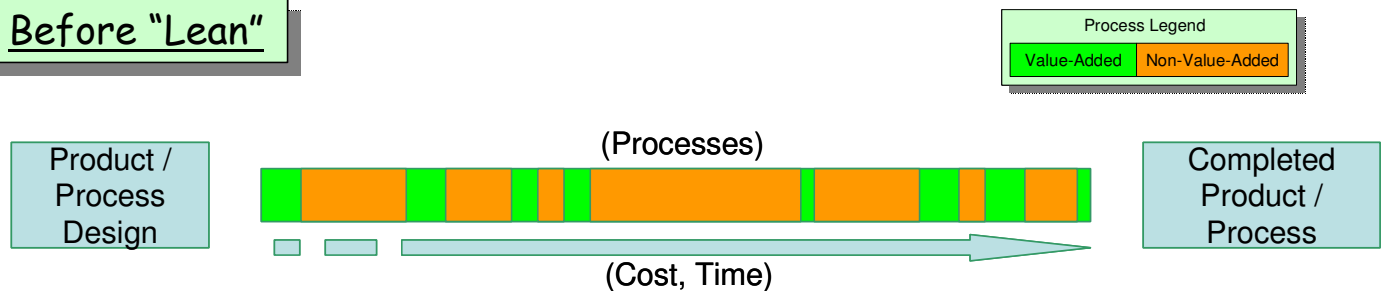 Before “Lean”
Process Legend
Value-Added Non-Value-Added
(Processes)
Product /
Process
Design
Completed
Product /
Process
(Cost, Time)